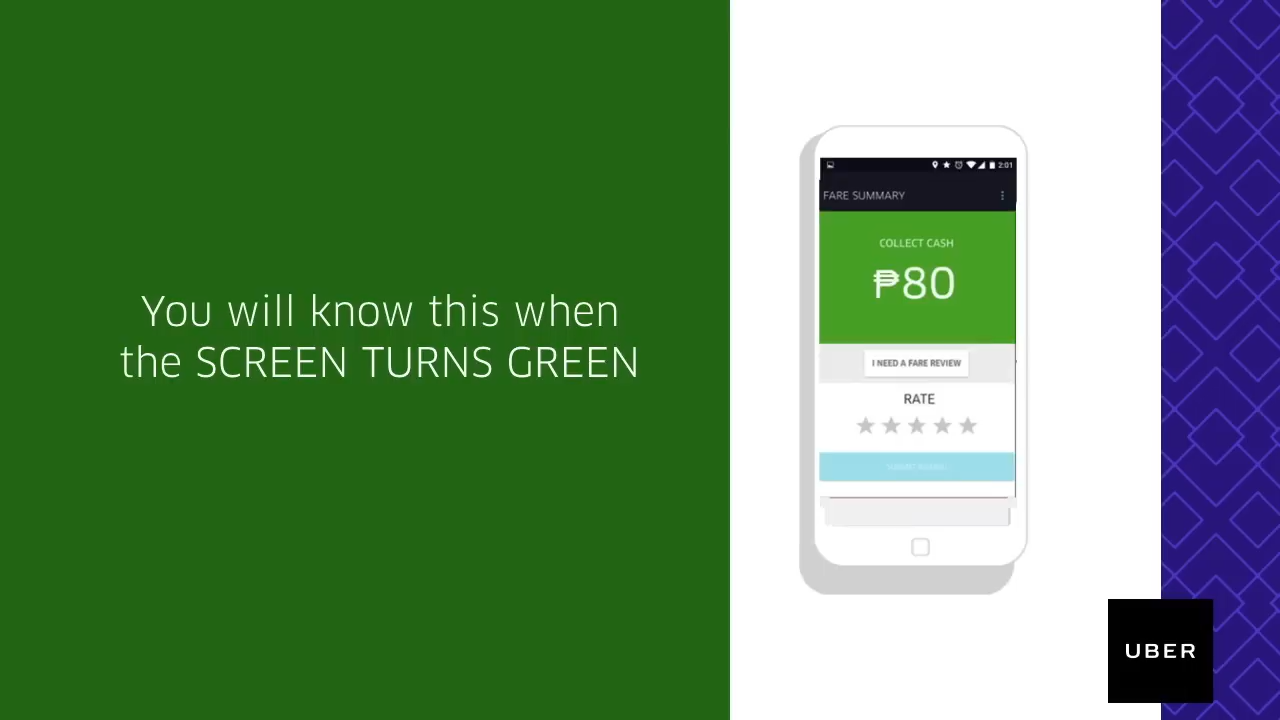 You will know this when
the SCREEN TURNS GREEN
2:01
FARE SUMMARY
COLLECT CASH
₱80
I NEED A FARE REVIEW
RATE
UBER